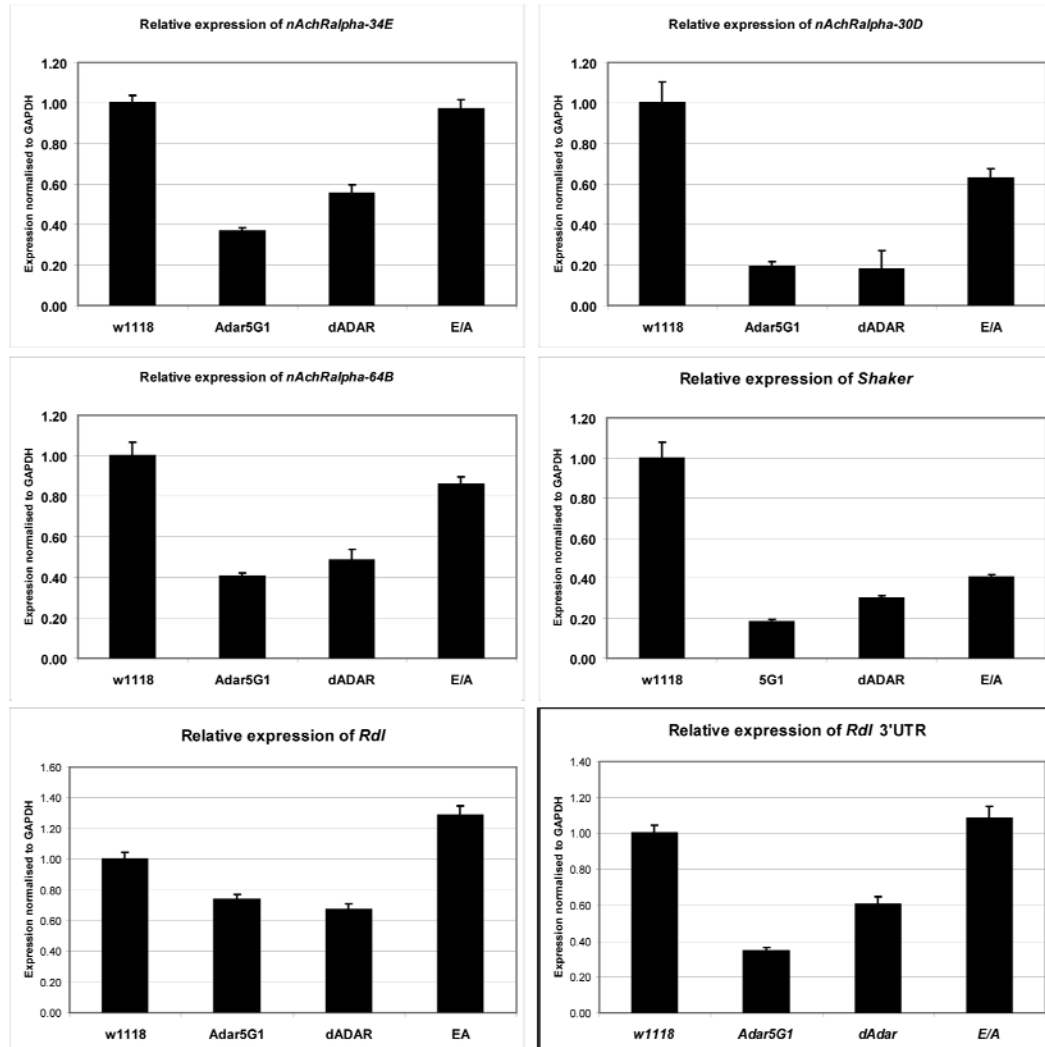 Relative expression of nAchRalpha-34E
Expression normalised to GAPDH
1.20
1.00
0.80
0.60
0.40
0.20
0.00
w1118 Adar5G1 dADAR E/A
Relative expression of nAchRalpha-30D
Expression normalised to GAPDH
1.20
1.00
0.80
0.60
0.40
0.20
0.00
w1118 Adar5G1 dADAR E/A
Relative expression of nAchRalpha-64B
Expression normalised to GAPDH
1.20
1.00
0.80
0.60
0.40
0.20
0.00
w1118 Adar5G1 dADAR E/A
Relative expression of Shaker
Expression normalised to GAPDH
1.20
1.00
0.80
0.60
0.40
0.20
0.00
w1118 5G1 dADAR E/A
Relative expression of Rdl
Expression normalised to GAPDH
1.60
1.40
1.20
1.00
0.80
0.60
0.40
0.20
0.00
w1118 Adar5G1 dADAR EA
Relative expression of Rdl 3'UTR
Expression normalised to GAPDH
1.40
1.20
1.00
0.80
0.60
0.40
0.20
0.00
w1118 Adar5G1 dAdar E/A